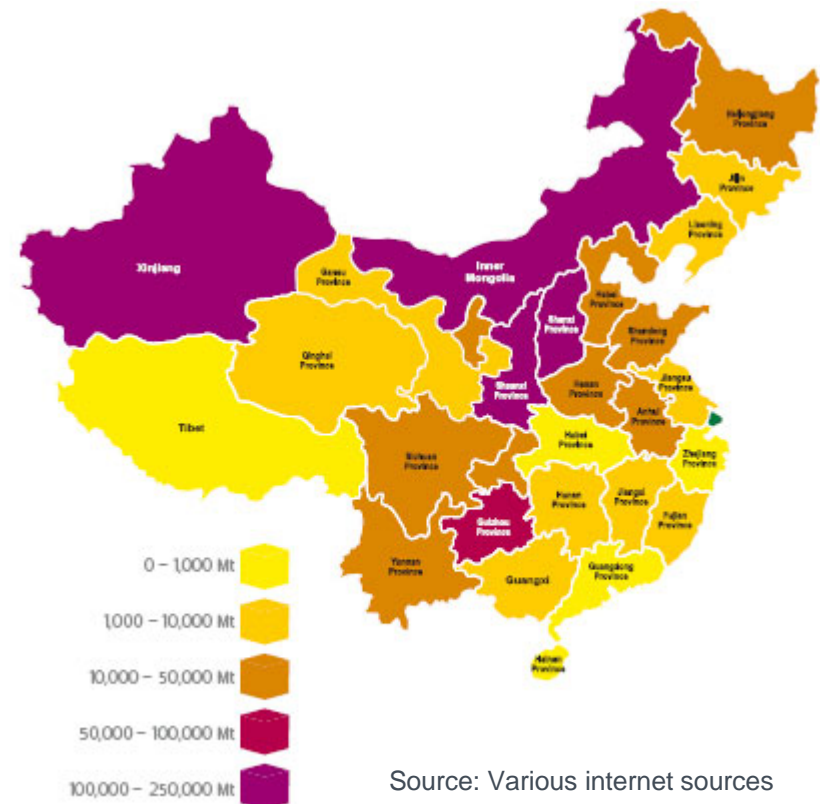 Heilongjiang
Province
Jilin
Province
Liaoning
Province
Xinjiang
Inner
Mongolia
Gansu
Province
Hebei
Province
Shanxi
Province
Shandong
Province
Qinghai
Province
Shaanxi
Province
Henan
Province
Jiangsu
Province
Anhui
Province
Tibet
Sichuan
Province
Hubei
Province
Zhejiang
Province
Hunan
Province
Jiangxi
Province
Fujian
Province
Guizhou
Province
Yunnan
Province
Guangxi
Guangdong
Province
Hainan
Province
0 – 1,000 Mt
1,000 – 10,000 Mt
10,000 – 50,000 Mt
50,000 – 100,000 Mt
100,000 – 250,000 Mt
Source: Various internet sources